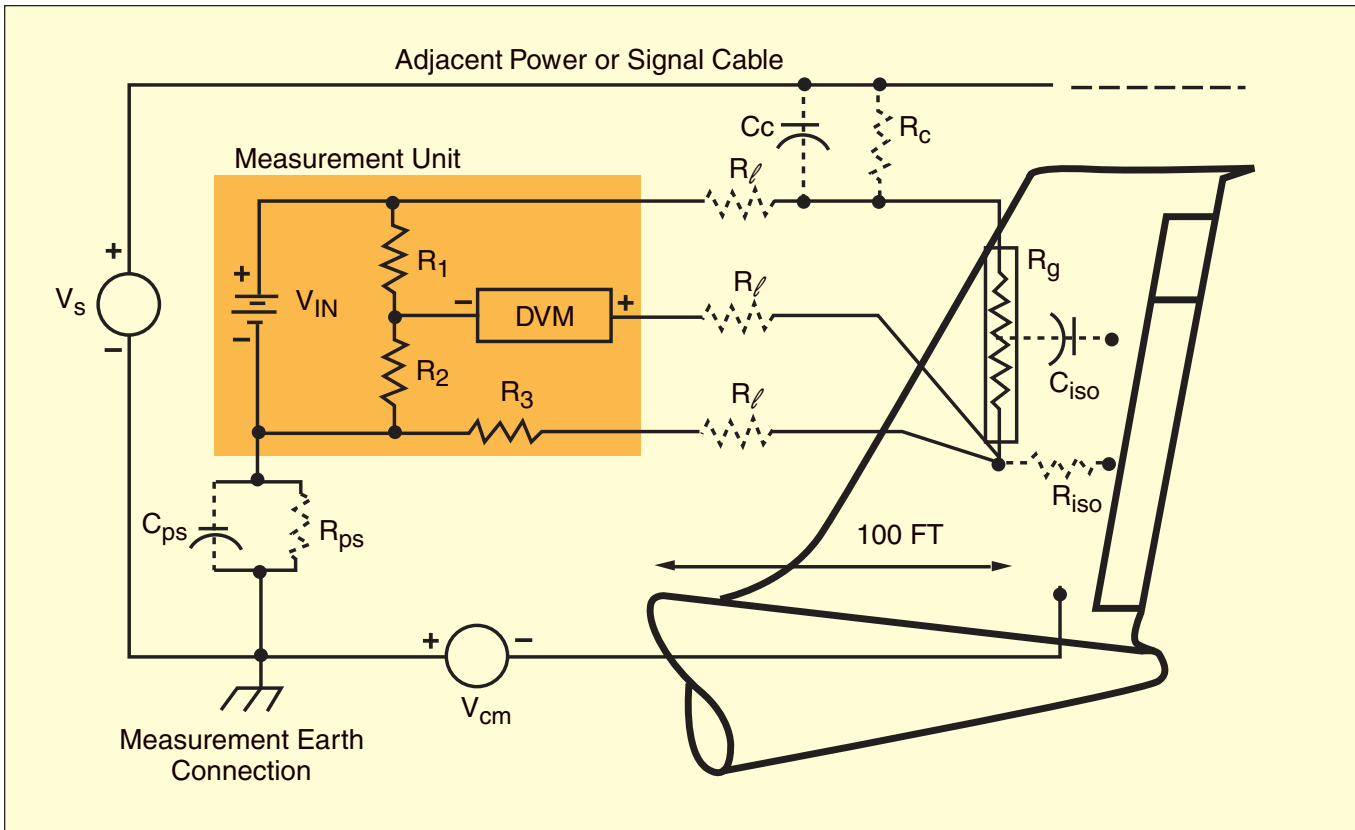 Adjacent Power or Signal Cable
Cc
Rc
Measurement Unit
Rℓ
+
Vs
−
+
VIN
−
R1
R2
−
DVM
+
Rℓ
R3
Rℓ
Rg
Ciso
Riso
Cps
Rps
100 FT
+
−
Vcm
Measurement Earth
Connection